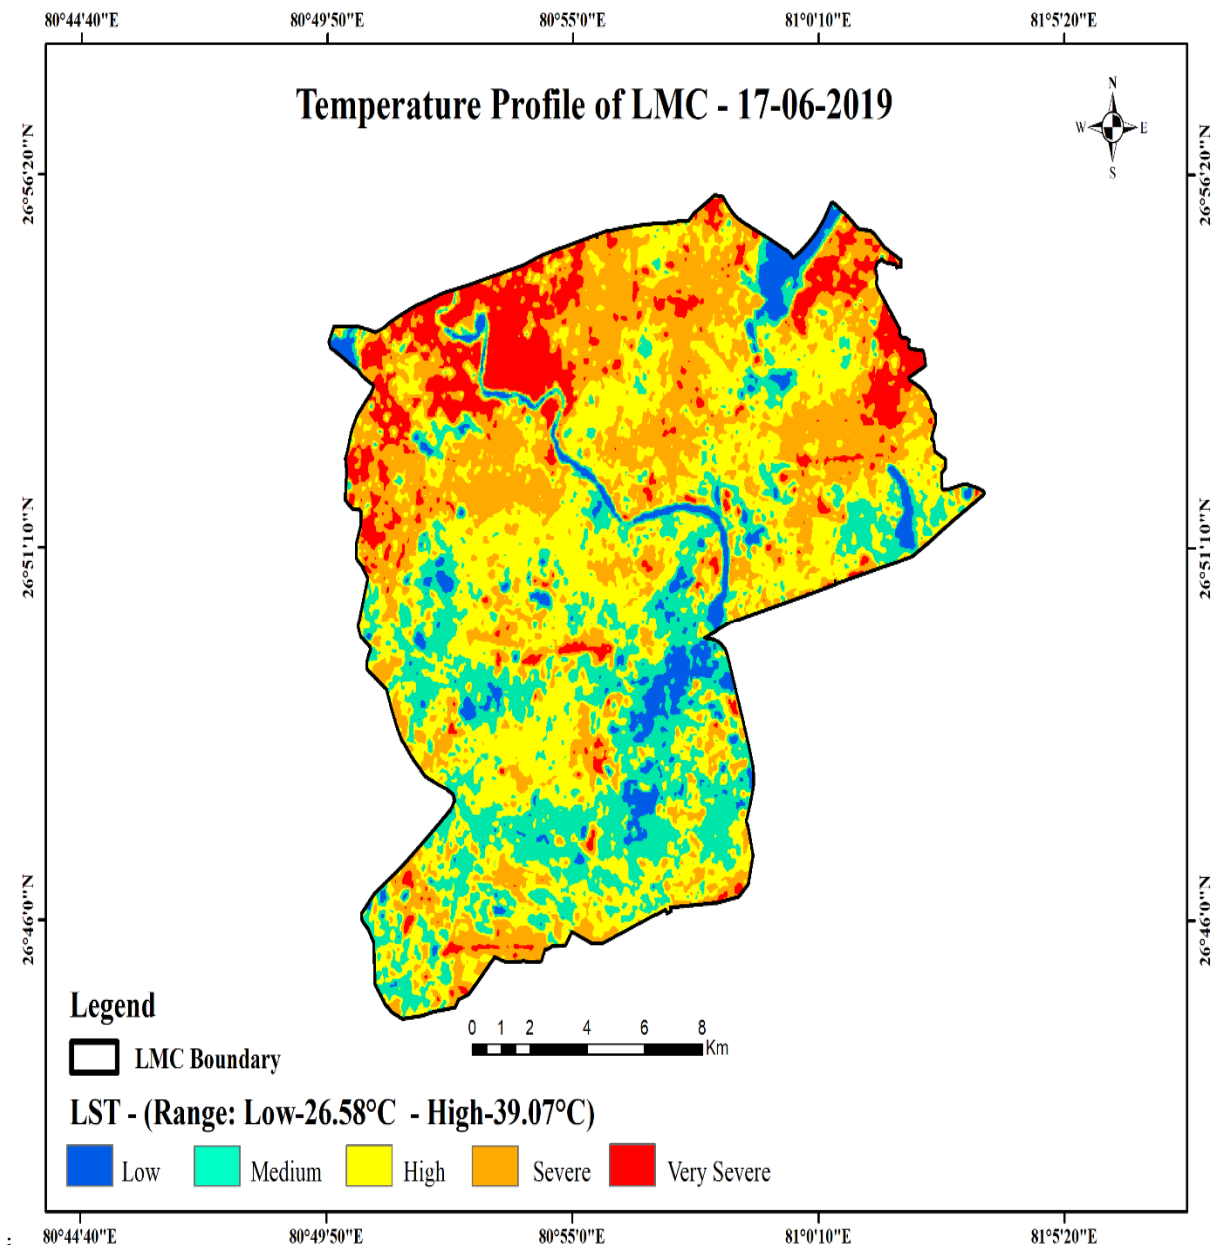 80°44'40"E 80°49'50"E 80°55'0"E 81°0'10"E 81°5'20"E
Temperature Profile of LMC - 17-06-2019
N
W E
S
26°56'20"N 26°56'20"N
26°51'10"N 26°51'10"N
26°46'0"N 26°46'0"N
Legend
0 1 2 4 6 8
Km
LMC Boundary
LST - (Range: Low-26.58°C - High-39.07°C)
Low Medium High Severe Very Severe
80°44'40"E 80°49'50"E 80°55'0"E 81°0'10"E 81°5'20"E